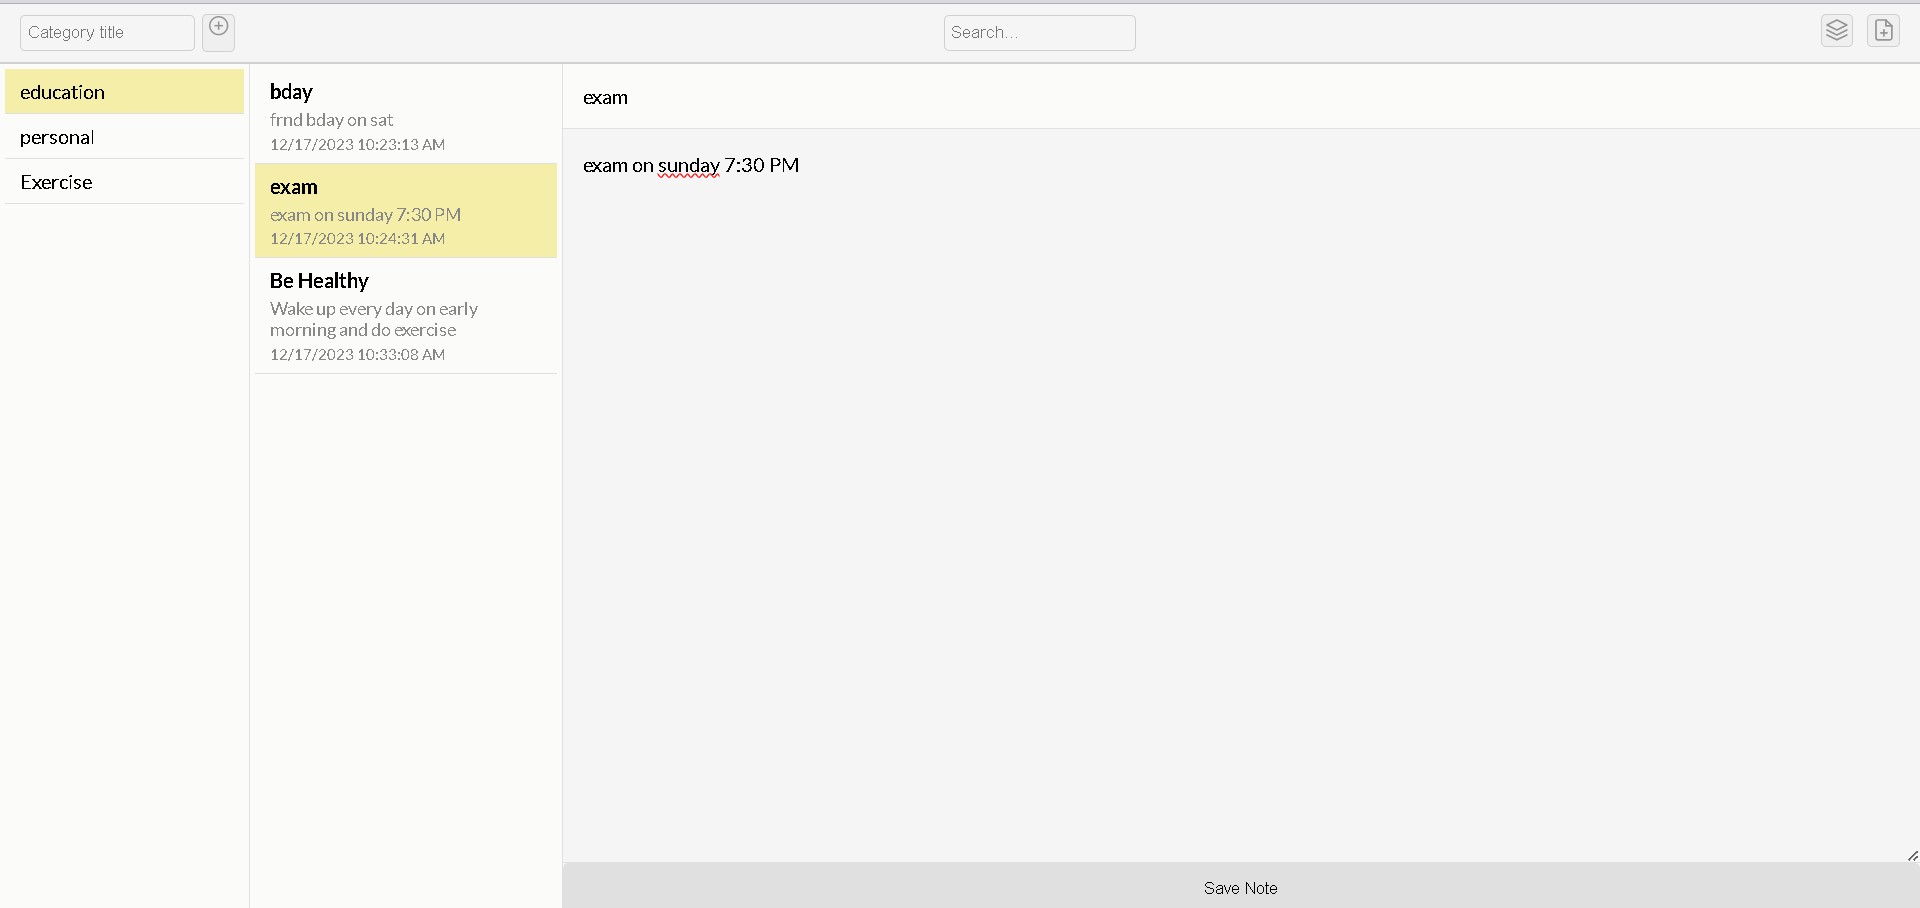 Category title
Search...
education
personal
Exercise
bday
frnd bday on sat
12/17/2023 10:23:13 AM
exam
exam on sunday 7:30 PM
12/17/2023 10:24:31 AM
Be Healthy
Wake up every day on early
morning and do exercise
12/17/2023 10:33:08 AM
exam
exam on sunday 7:30 PM
Save Note